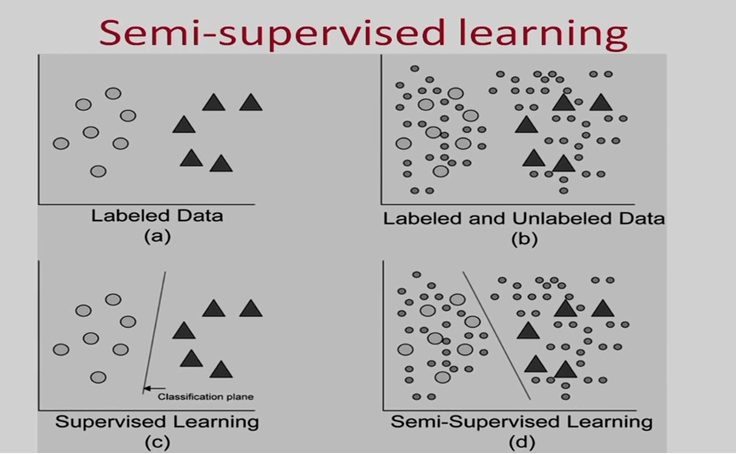 Semi-supervised learning
Labeled Data
(a)
Labeled and Unlabeled Data
(b)
Classification plane
Supervised Learning
(c)
Semi-Supervised Learning
(d)